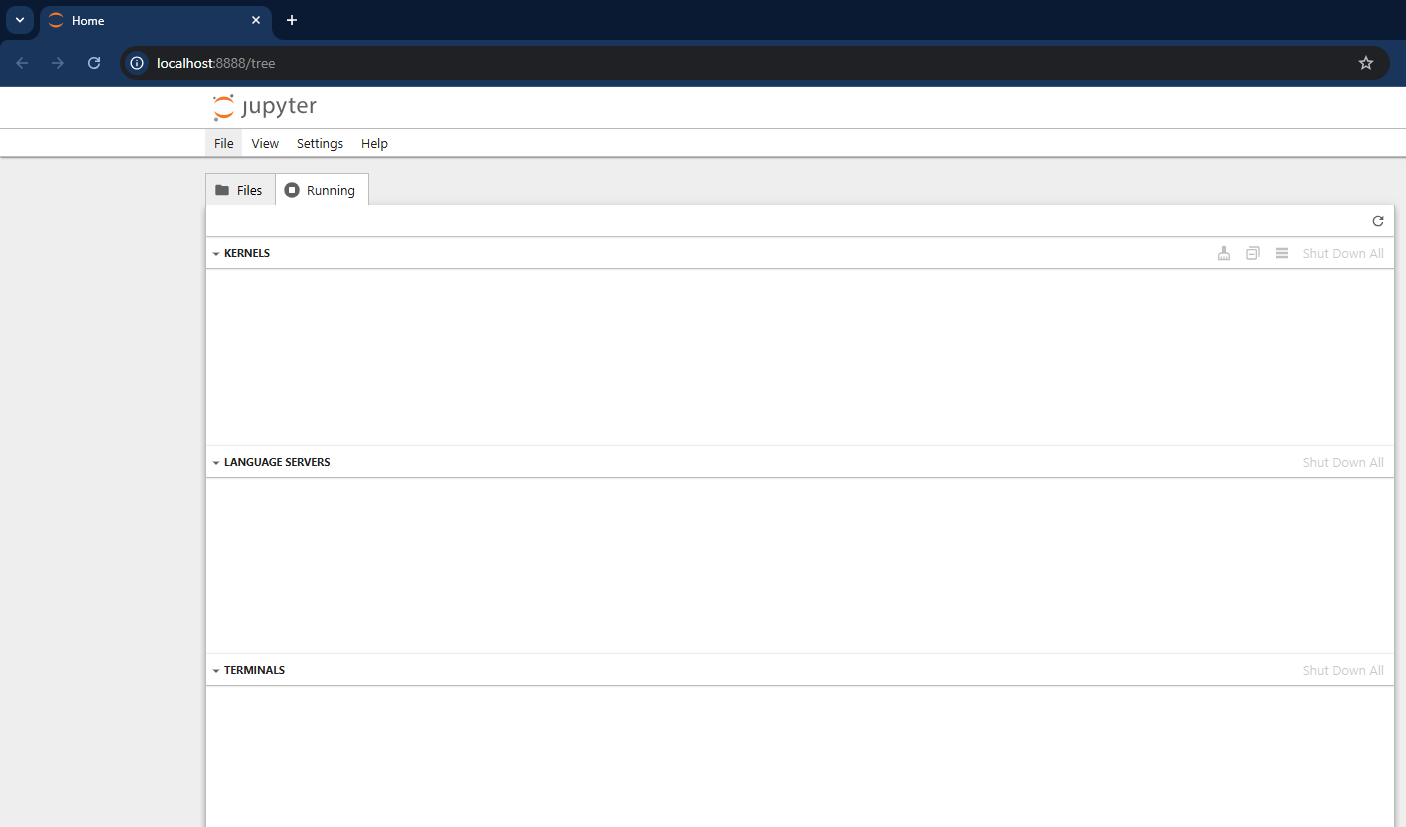 Home
localhost:8888/tree
jupyter
File View Settings Help
Files Running
KERNELS Shut Down All
LANGUAGE SERVERS Shut Down All
TERMINALS Shut Down All